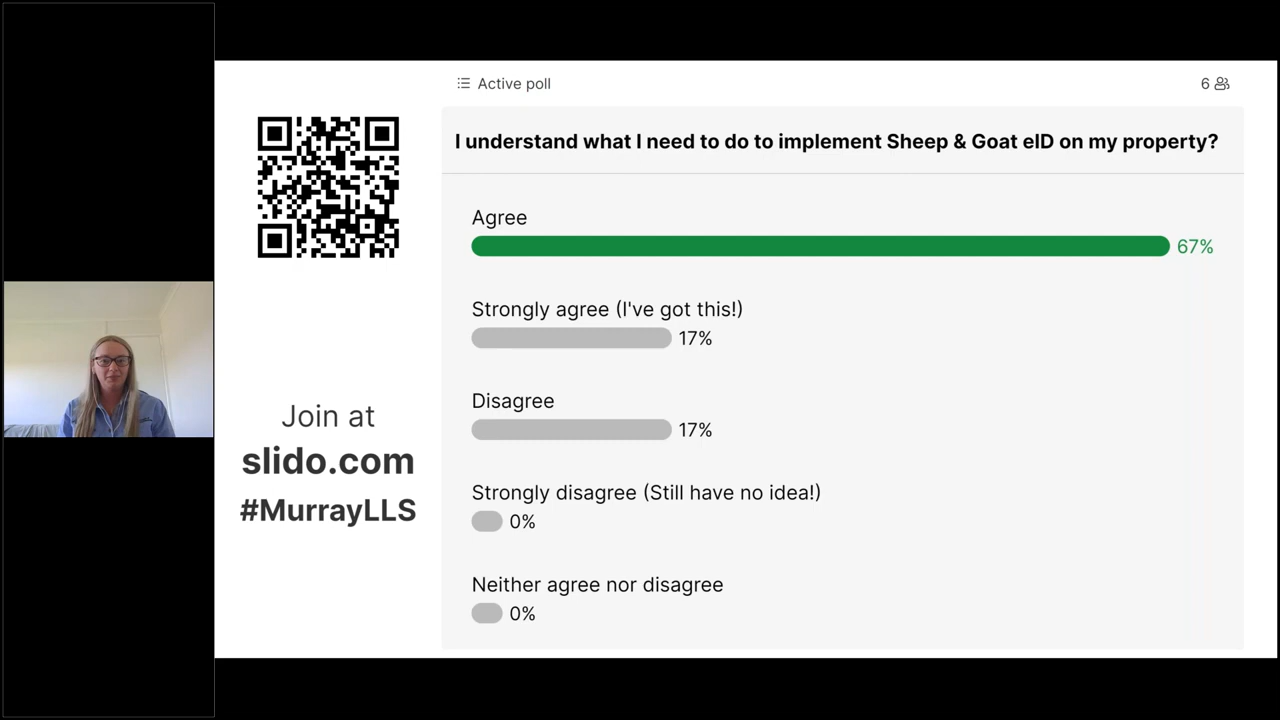 Active poll
6
I understand what I need to do to implement Sheep & Goat eID on my property?
Agree
67%
Strongly agree (I've got this!)
17%
Disagree
17%
Strongly disagree (Still have no idea!)
0%
Neither agree nor disagree
0%
Join at
slido.com
#MurrayLLS